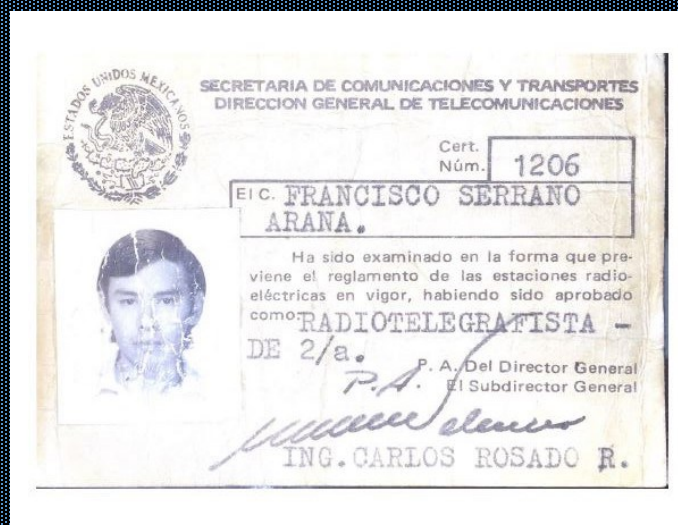 ESTADOS UNIDOS MEXICANOS
SECRETARIA DE COMUNICACIONES Y TRANSPORTES
DIRECCION GENERAL DE TELECOMUNICACIONES
Cert.
Núm. 1206
El C. FRANCISCO SERRANO
ARANA.
Ha sido examinado en la forma que pre-
viene el reglamento de las estaciones radio-
eléctricas en vigor, habiendo sido aprobado
como: RADIOTELEGRAFISTA -
DE 2/a.
P. A. Del Director General
P.A. El Subdirector General
ING. CARLOS ROSADO R.